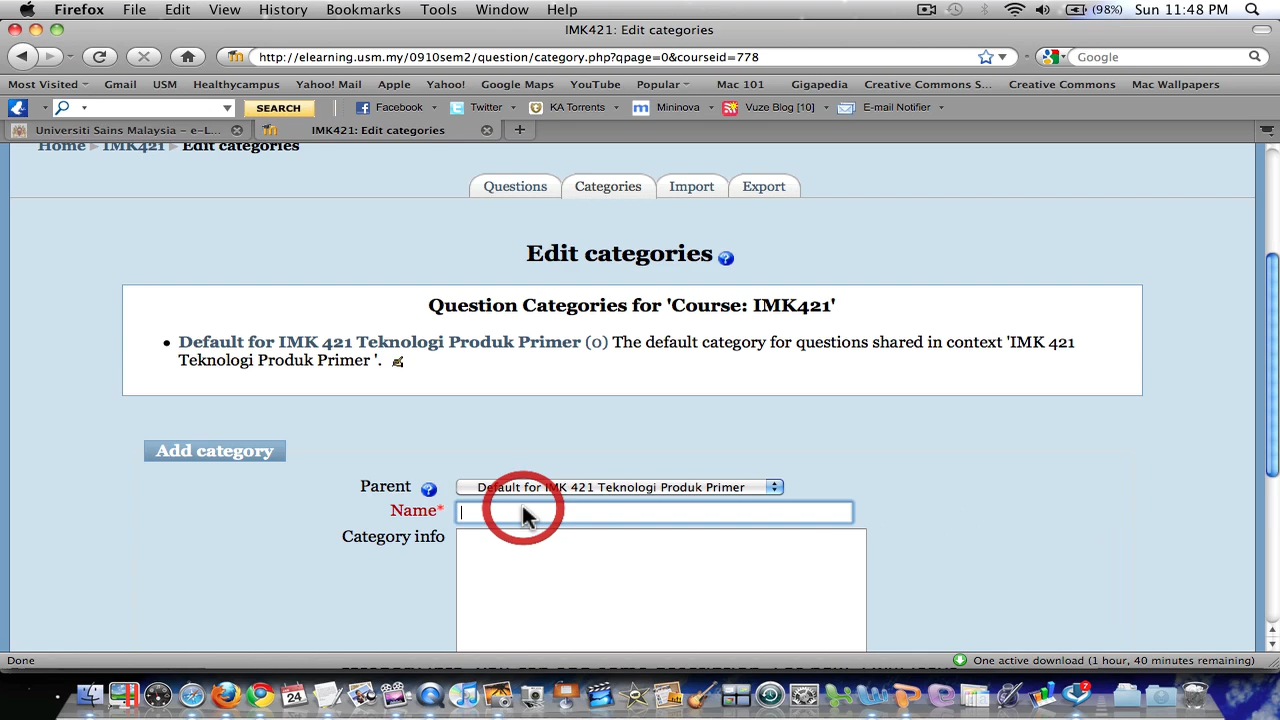 Firefox File Edit View History Bookmarks Tools Window Help (98%) Sun 11:48 PM
IMK421: Edit categories
http://elearning.usm.my/0910sem2/question/category.php?qpage=0&courseid=778 Google
Most Visited Gmail USM Healthycampus Yahoo! Mail Apple Yahoo! Google Maps YouTube Popular Mac 101 Gigapedia Creative Commons S... Creative Commons Mac Wallpapers
SEARCH Facebook Twitter KA Torrents Mininova Vuze Blog [10] E-mail Notifier
Universiti Sains Malaysia – e-L... IMK421: Edit categories
Home ▶ IMK421 ▶ Edit categories
Questions Categories Import Export
Edit categories
Question Categories for 'Course: IMK421'
• Default for IMK 421 Teknologi Produk Primer (0) The default category for questions shared in context 'IMK 421
Teknologi Produk Primer '.
Add category
Parent Default for IMK 421 Teknologi Produk Primer
Name*
Category info
Done One active download (1 hour, 40 minutes remaining)